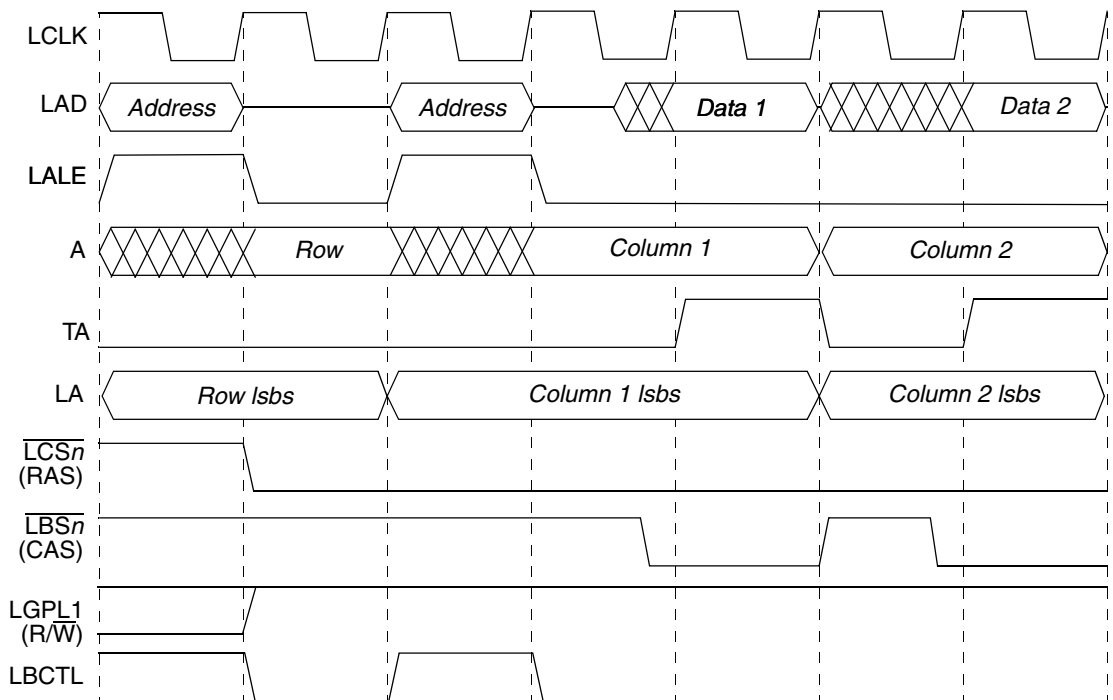 LCLK
LAD Address Address Data 1 Data 2
LALE
A Row Column 1 Column 2
TA
LA Row lsbs Column 1 lsbs Column 2 lsbs
LCSn
(RAS)
LBSn
(CAS)
LGPL1
(R/W)
LBCTL